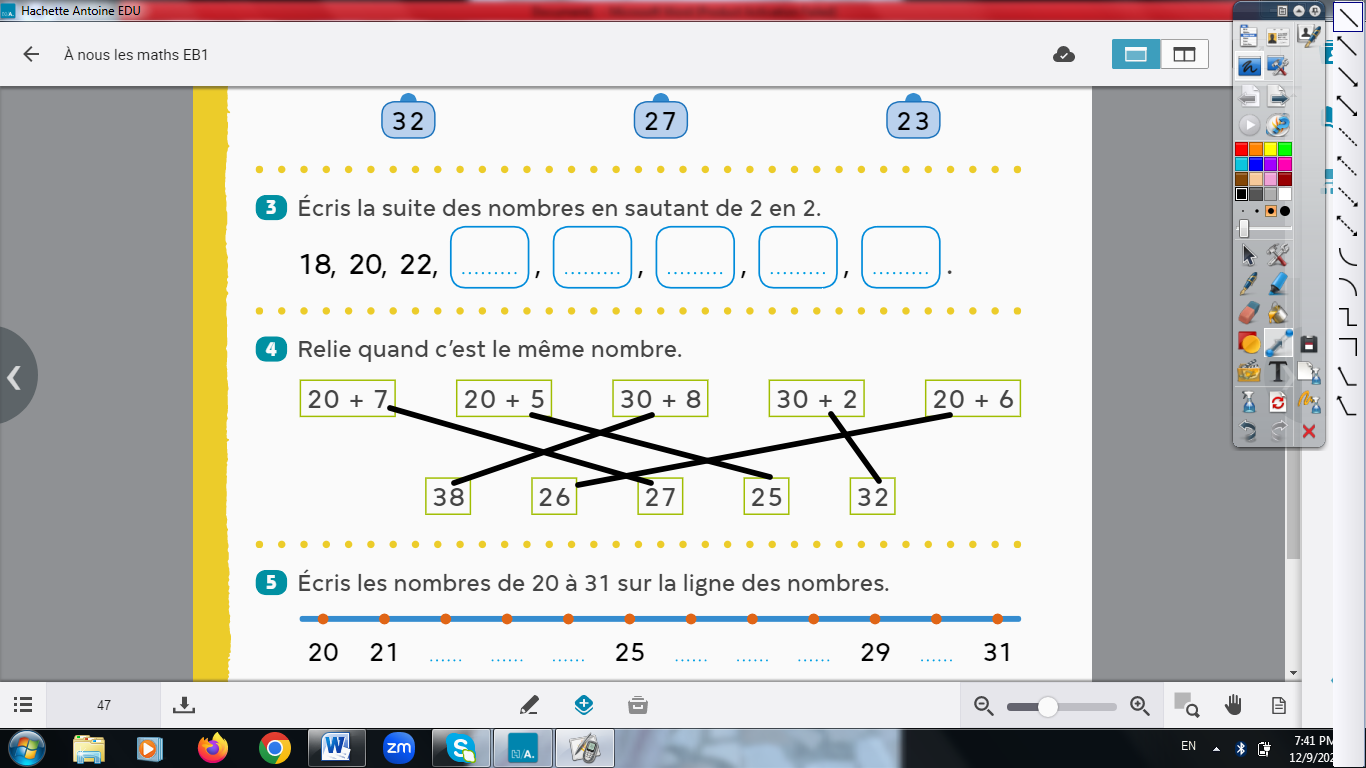 Hachette Antoine EDU
À nous les maths EB1
32 27 23
3 Écris la suite des nombres en sautant de 2 en 2.
18, 20, 22, ........., ........., ........., ........., ......... .
4 Relie quand c'est le même nombre.
20 + 7 20 + 5 30 + 8 30 + 2 20 + 6
38 26 27 25 32
5 Écris les nombres de 20 à 31 sur la ligne des nombres.
20 21 ...... ...... ...... 25 ...... ...... ...... 29 ...... 31
47
EN
7:41 PM